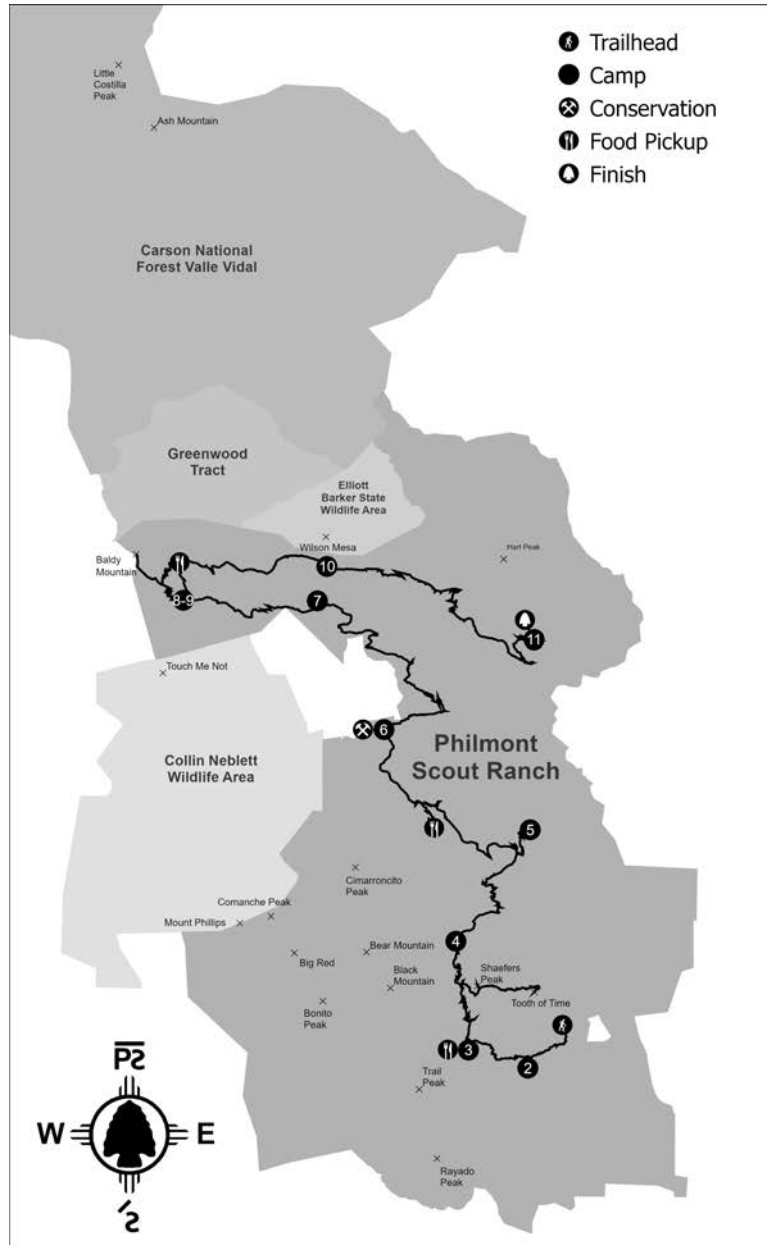 Trailhead
Camp
Conservation
Food Pickup
Finish
Little
Costilla
Peak
Ash Mountain
Carson National
Forest Valle Vidal
Greenwood
Tract
Elliott
Barker State
Wildlife Area
Wilson Mesa
Hart Peak
Baldy
Mountain
10
8-9
7
11
Touch Me Not
6
Philmont
Scout Ranch
Collin Neblett
Wildlife Area
5
Cimarroncito
Peak
Comanche Peak
Mount Phillips
4
Bear Mountain
Big Red
Black
Mountain
Shaefers
Peak
Tooth of Time
Bonito
Peak
3
2
Trail
Peak
Rayado
Peak
W
E